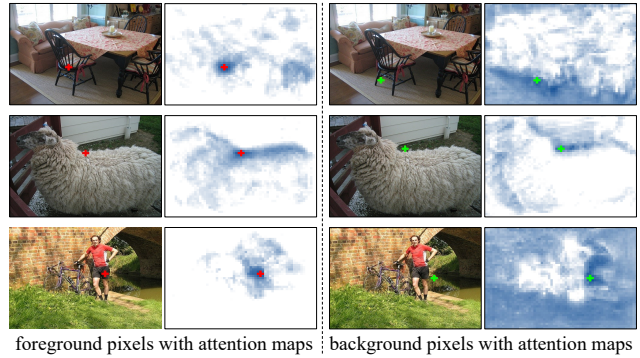 foreground pixels with attention maps
background pixels with attention maps